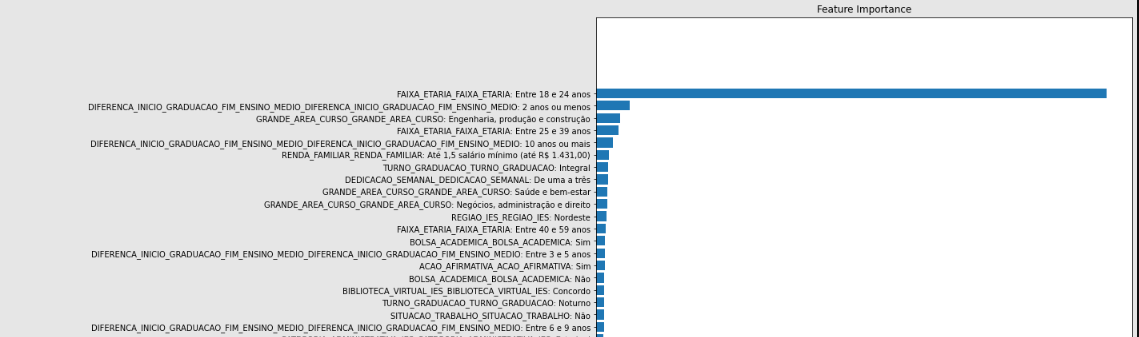 Feature Importance
FAIXA_ETARIA_FAIXA_ETARIA: Entre 18 e 24 anos
DIFERENCA_INICIO_GRADUACAO_FIM_ENSINO_MEDIO_DIFERENCA_INICIO_GRADUACAO_FIM_ENSINO_MEDIO: 2 anos ou menos
GRANDE_AREA_CURSO_GRANDE_AREA_CURSO: Engenharia, produção e construção
FAIXA_ETARIA_FAIXA_ETARIA: Entre 25 e 39 anos
DIFERENCA_INICIO_GRADUACAO_FIM_ENSINO_MEDIO_DIFERENCA_INICIO_GRADUACAO_FIM_ENSINO_MEDIO: 10 anos ou mais
RENDA_FAMILIAR_RENDA_FAMILIAR: Até 1,5 salário mínimo (até R$ 1.431,00)
TURNO_GRADUACAO_TURNO_GRADUACAO: Integral
DEDICACAO_SEMANAL_DEDICACAO_SEMANAL: De uma a três
GRANDE_AREA_CURSO_GRANDE_AREA_CURSO: Saúde e bem-estar
GRANDE_AREA_CURSO_GRANDE_AREA_CURSO: Negócios, administração e direito
REGIAO_IES_REGIAO_IES: Nordeste
FAIXA_ETARIA_FAIXA_ETARIA: Entre 40 e 59 anos
BOLSA_ACADEMICA_BOLSA_ACADEMICA: Sim
DIFERENCA_INICIO_GRADUACAO_FIM_ENSINO_MEDIO_DIFERENCA_INICIO_GRADUACAO_FIM_ENSINO_MEDIO: Entre 3 e 5 anos
ACAO_AFIRMATIVA_ACAO_AFIRMATIVA: Sim
BOLSA_ACADEMICA_BOLSA_ACADEMICA: Não
BIBLIOTECA_VIRTUAL_IES_BIBLIOTECA_VIRTUAL_IES: Concordo
TURNO_GRADUACAO_TURNO_GRADUACAO: Noturno
SITUACAO_TRABALHO_SITUACAO_TRABALHO: Não
DIFERENCA_INICIO_GRADUACAO_FIM_ENSINO_MEDIO_DIFERENCA_INICIO_GRADUACAO_FIM_ENSINO_MEDIO: Entre 6 e 9 anos